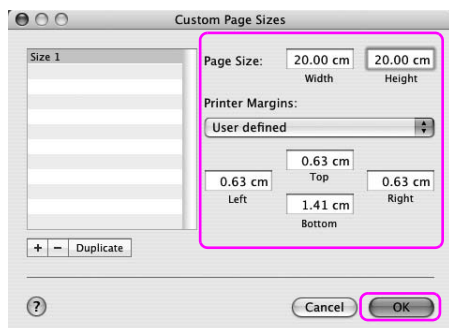 Custom Page Sizes
Size 1
Page Size: 20.00 cm 20.00 cm
Width Height
Printer Margins:
User defined
0.63 cm
Top
0.63 cm 0.63 cm
Left Right
1.41 cm
Bottom
+ − Duplicate
? Cancel OK